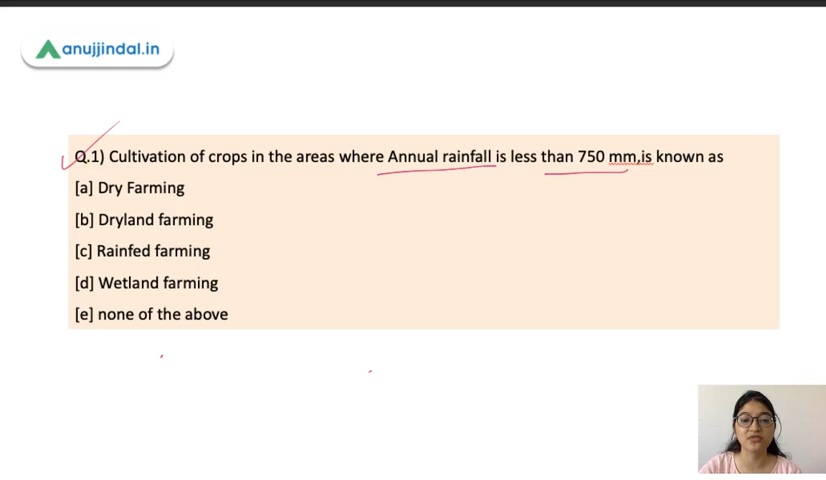 anujjindal.in
Q.1) Cultivation of crops in the areas where Annual rainfall is less than 750 mm,is known as
[a] Dry Farming
[b] Dryland farming
[c] Rainfed farming
[d] Wetland farming
[e] none of the above